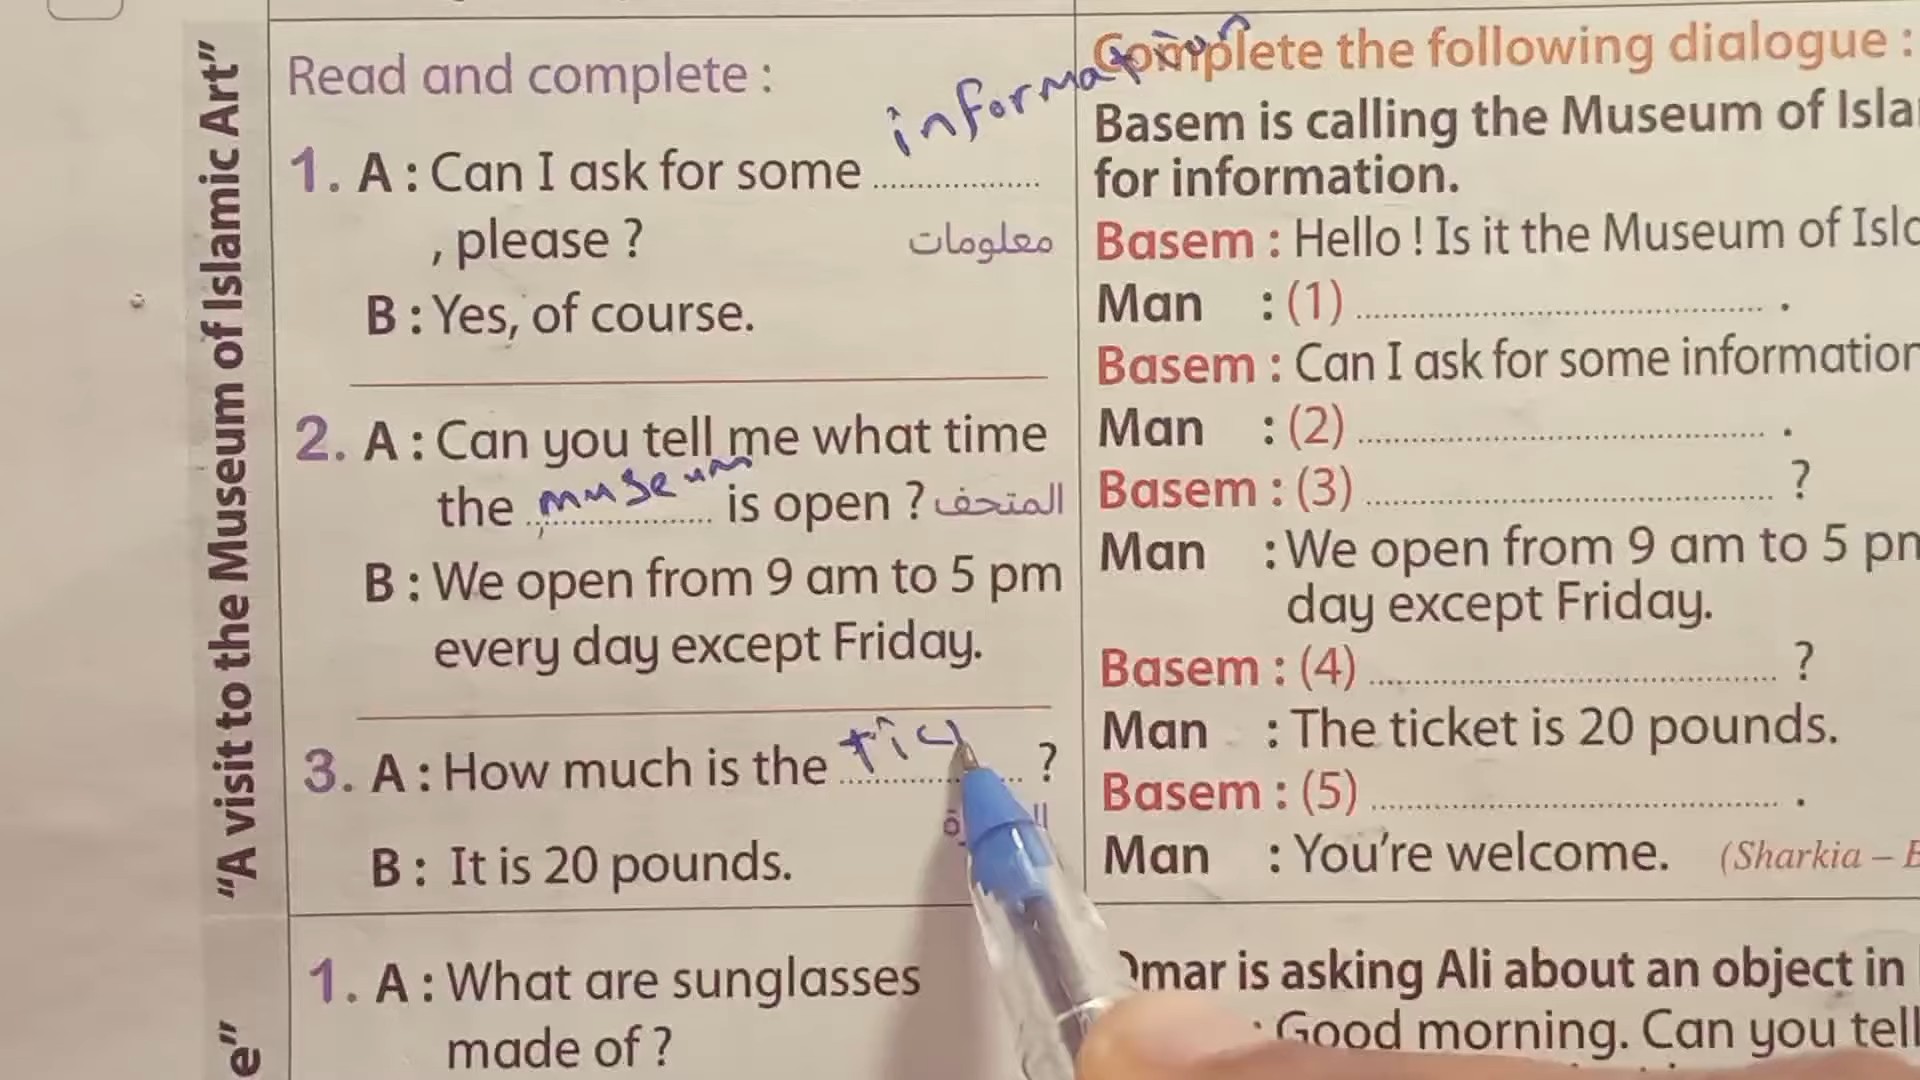 "A visit to the Museum of Islamic Art"
Read and complete :
1. A : Can I ask for some information
, please ?
معلومات
B : Yes, of course.
2. A : Can you tell me what time
the museum is open ? المتحف
B : We open from 9 am to 5 pm
every day except Friday.
3. A : How much is the tic ?
B : It is 20 pounds.
1. A : What are sunglasses
made of ?
Complete the following dialogue :
Basem is calling the Museum of
for information.
Basem : Hello ! Is it the Museum of
Man : (1) .
Basem : Can I ask for some information
Man : (2) .
Basem : (3) ?
Man : We open from 9 am to 5
day except Friday.
Basem : (4) ?
Man : The ticket is 20 pounds.
Basem : (5) .
Man : You're welcome. (Sharkia –
Omar is asking Ali about an object in
: Good morning. Can you tell